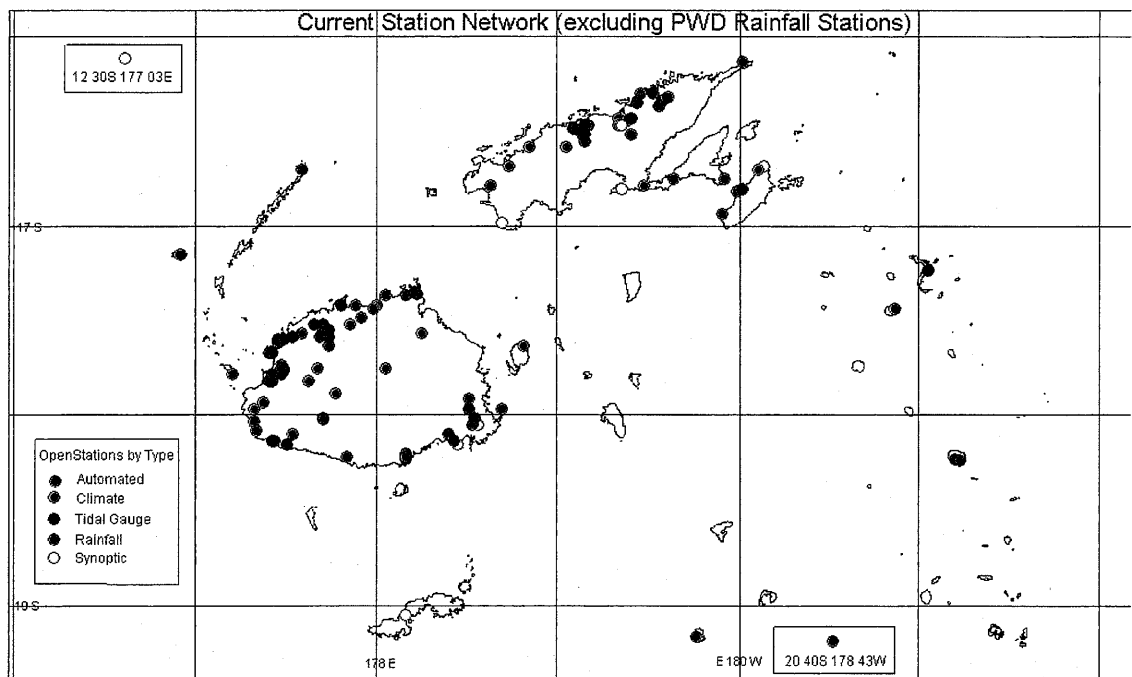 Current Station Network (excluding PWD Rainfall Stations)
12 30S 177 03E
17 S
OpenStations by Type
Automated
Climate
Tidal Gauge
Rainfall
Synoptic
19 S
178 E
E 180 W
20 40S 178 43W